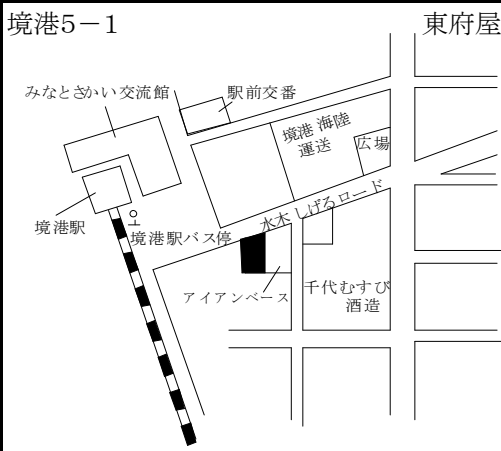 境港5−1
東府屋
みなとさかい交流館
駅前交番
境港海陸
運送
広場
水木しげるロード
境港駅
境港駅バス停
アイアンベース
千代むすび
酒造